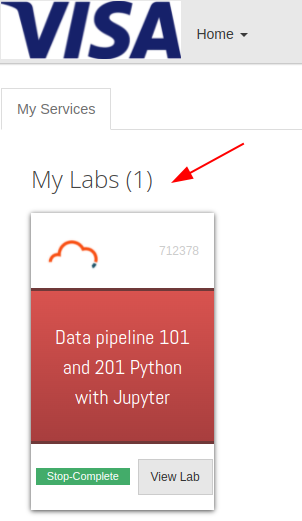 VISA
Home
My Services
My Labs (1)
712378
Data pipeline 101
and 201 Python
with Jupyter
Stop-Complete
View Lab